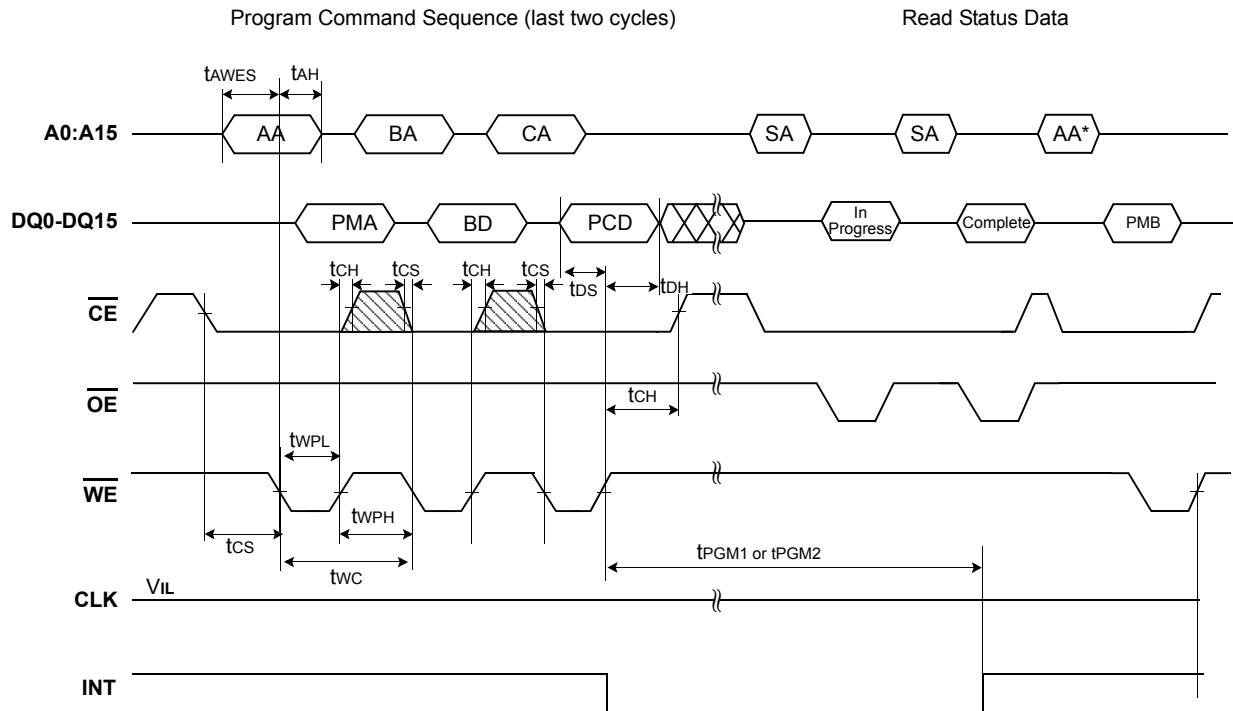 Program Command Sequence (last two cycles) Read Status Data
tAWES tAH
A0:A15 AA BA CA SA SA AA*
DQ0-DQ15 PMA BD PCD In Progress Complete PMB
tCH tCS tCH tCS tDS tDH
CE
OE
tCH
tWPL
WE
tWPH
tCS
tPGM1 or tPGM2
tWC
VIL
CLK
INT